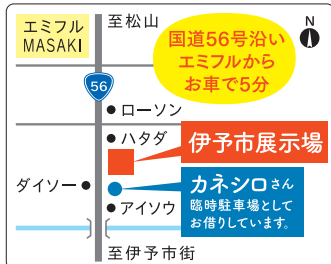 エミフル
MASAKI
至松山
国道56号沿い
エミフルから
お車で5分
N
56
ローソン
ハタダ
伊予市展示場
ダイソー
カネシロさん
臨時駐車場として
お借りしています。
アイソウ
至伊予市街